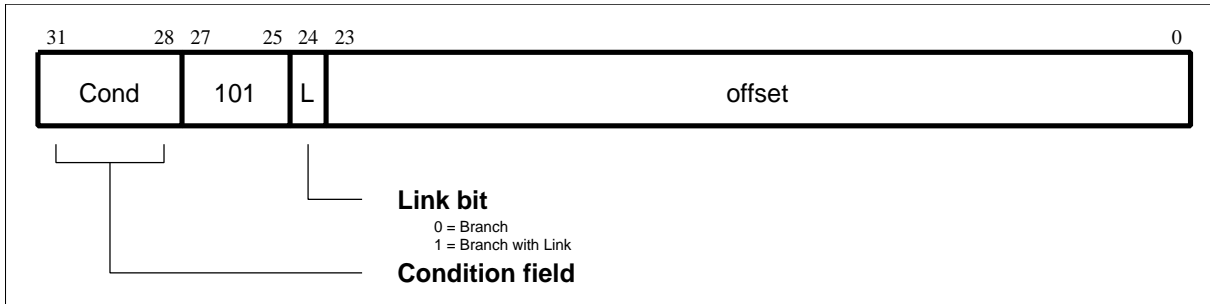 31 28 27 25 24 23 0
Cond 101 L offset
Link bit
0 = Branch
1 = Branch with Link
Condition field